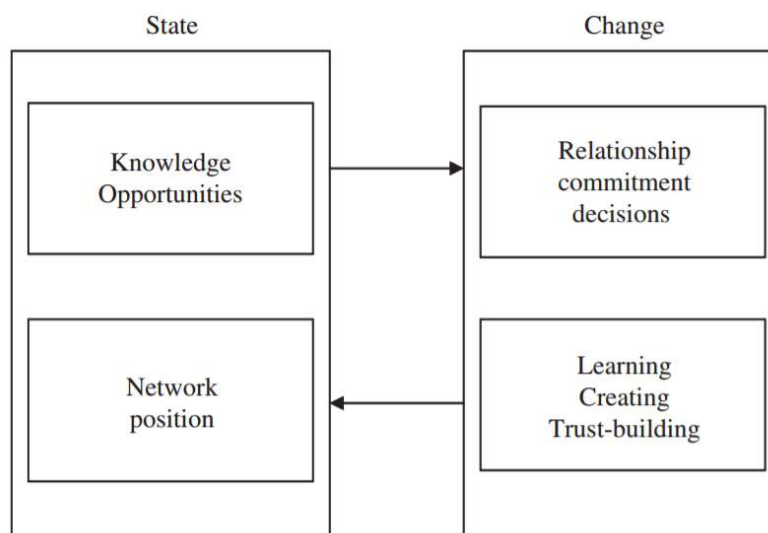 State
Change
Knowledge
Opportunities
Relationship
commitment
decisions
Network
position
Learning
Creating
Trust-building